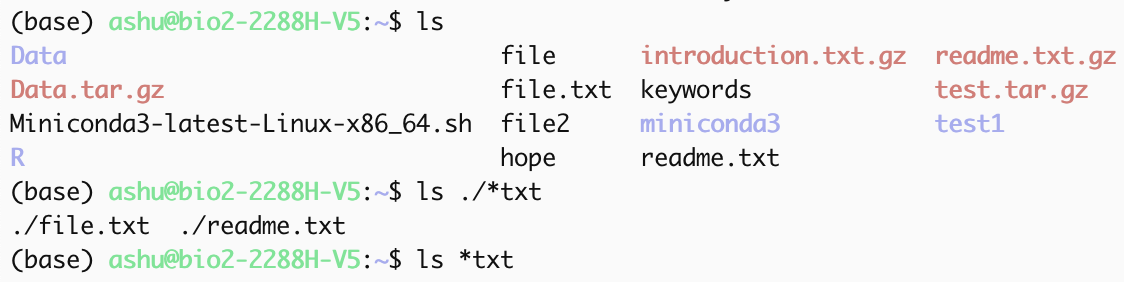 (base) ashu@bio2-2288H-V5:~$ ls
Data file introduction.txt.gz readme.txt.gz
Data.tar.gz file.txt keywords test.tar.gz
Miniconda3-latest-Linux-x86_64.sh file2 miniconda3 test1
R hope readme.txt
(base) ashu@bio2-2288H-V5:~$ ls ./*txt
./file.txt ./readme.txt
(base) ashu@bio2-2288H-V5:~$ ls *txt